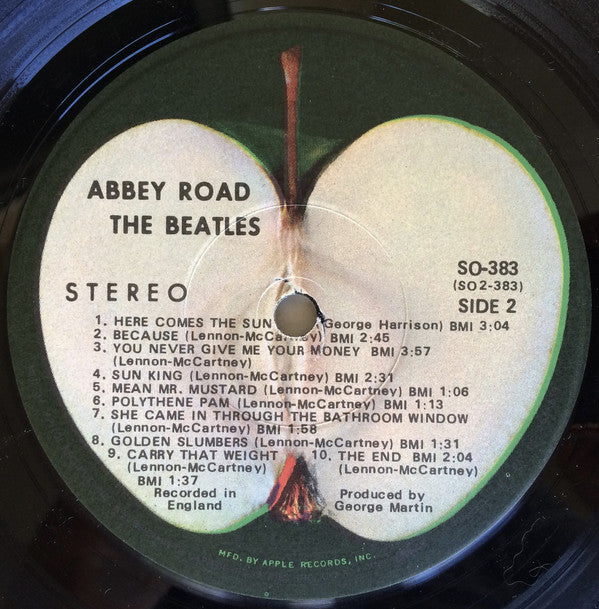 ABBEY ROAD
THE BEATLES
STEREO
SO-383
(SO2-383)
SIDE 2
1. HERE COMES THE SUN George Harrison) BMI 3:04
2. BECAUSE (Lennon-McCartney) BMI 2:45
3. YOU NEVER GIVE ME YOUR MONEY BMI 3:57
(Lennon-McCartney)
4. SUN KING (Lennon-McCartney) BMI 2:31
5. MEAN MR. MUSTARD (Lennon-McCartney) BMI 1:06
6. POLYTHENE PAM (Lennon-McCartney) BMI 1:13
7. SHE CAME IN THROUGH THE BATHROOM WINDOW
(Lennon-McCartney) BMI 1:58
8. GOLDEN SLUMBERS (Lennon-McCartney) BMI 1:31
9. CARRY THAT WEIGHT 10. THE END BMI 2:04
(Lennon-McCartney) (Lennon-McCartney)
BMI 1:37
Recorded in Produced by
England George Martin
MFD. BY APPLE RECORDS, INC.